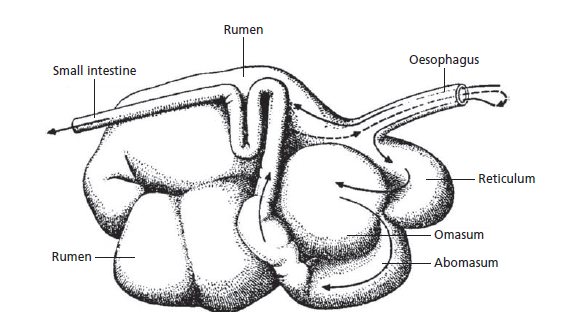 Rumen
Oesophagus
Small intestine
Reticulum
Omasum
Rumen
Abomasum